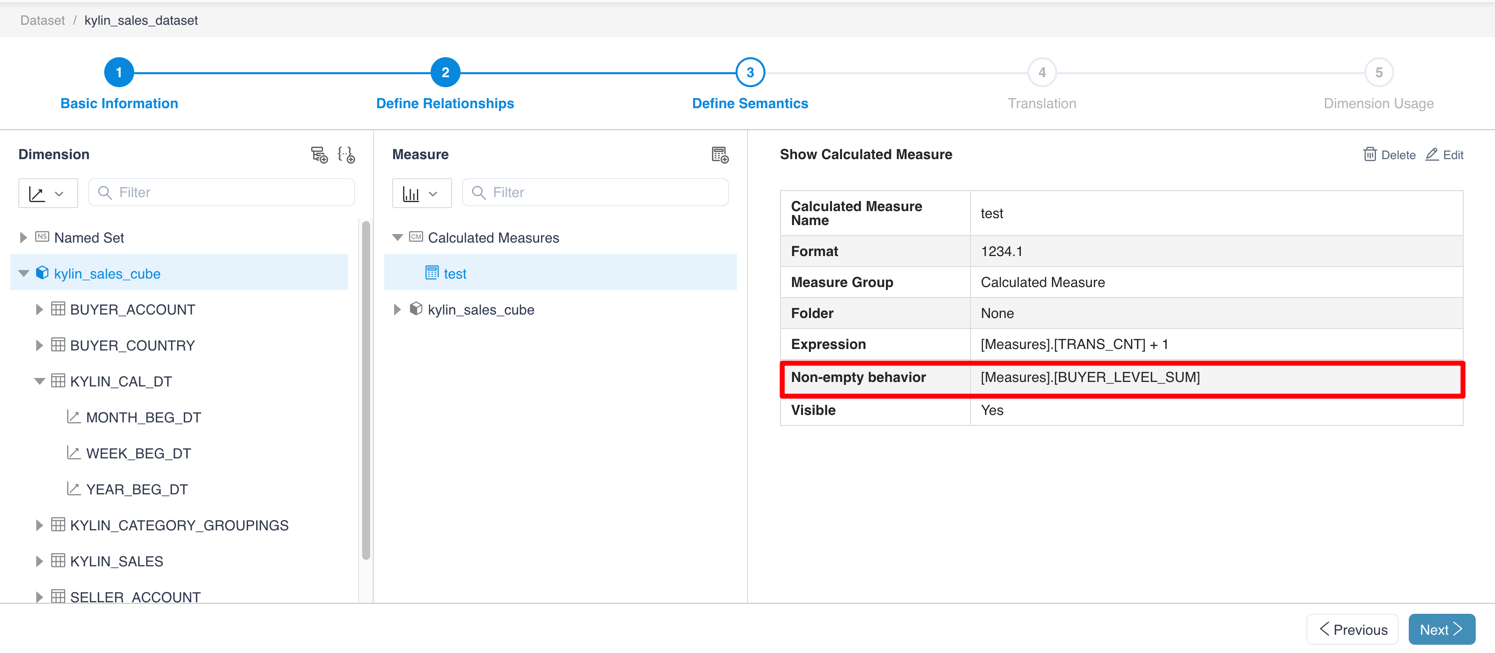 Dataset / kylin_sales_dataset
1
Basic Information
2
Define Relationships
3
Define Semantics
4
Translation
5
Dimension Usage
Dimension
Filter
NS Named Set
kylin_sales_cube
BUYER_ACCOUNT
BUYER_COUNTRY
KYLIN_CAL_DT
MONTH_BEG_DT
WEEK_BEG_DT
YEAR_BEG_DT
KYLIN_CATEGORY_GROUPINGS
KYLIN_SALES
SELLER_ACCOUNT
Measure
Filter
CM Calculated Measures
test
kylin_sales_cube
Show Calculated Measure
Delete Edit
Calculated Measure
Name
test
Format 1234.1
Measure Group Calculated Measure
Folder None
Expression [Measures].[TRANS_CNT] + 1
Non-empty behavior [Measures].[BUYER_LEVEL_SUM]
Visible Yes
Previous Next